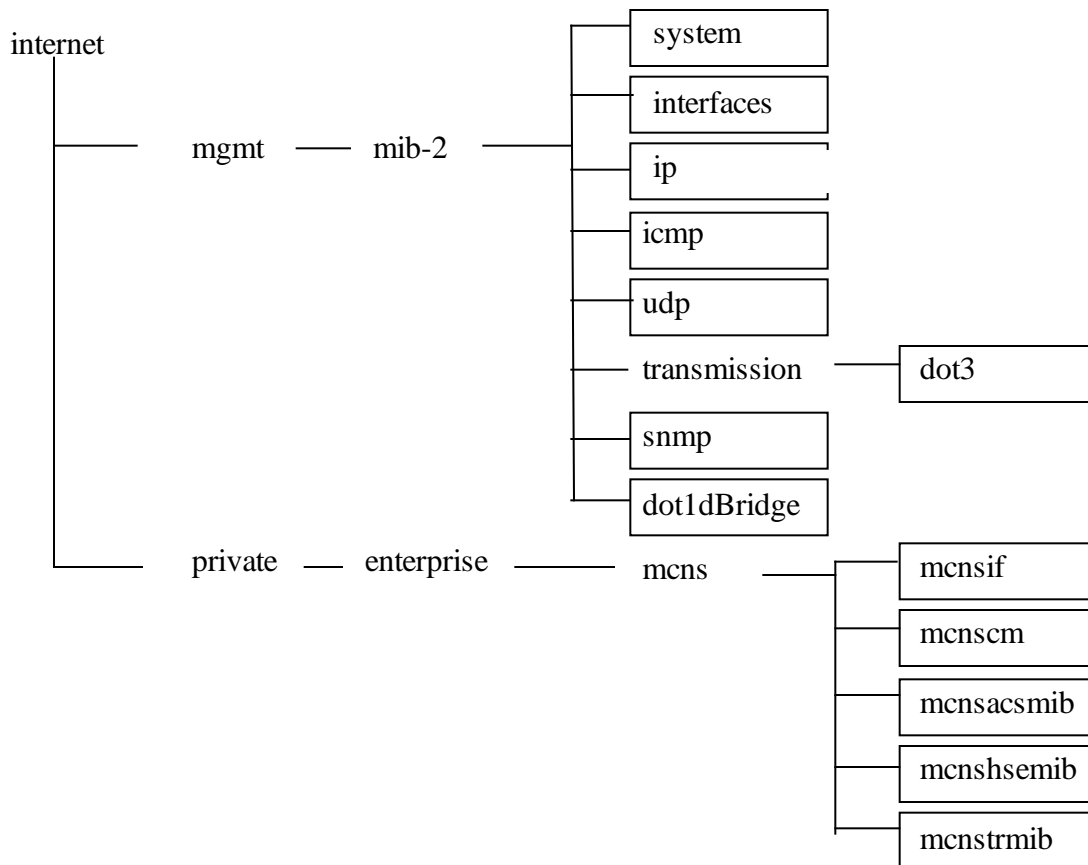 internet
mgmt
mib-2
system
interfaces
ip
icmp
udp
transmission
dot3
snmp
dot1dBridge
private
enterprise
mcns
mcnsif
mcnscm
mcnsacsmib
mcnshsemib
mcnstrmib